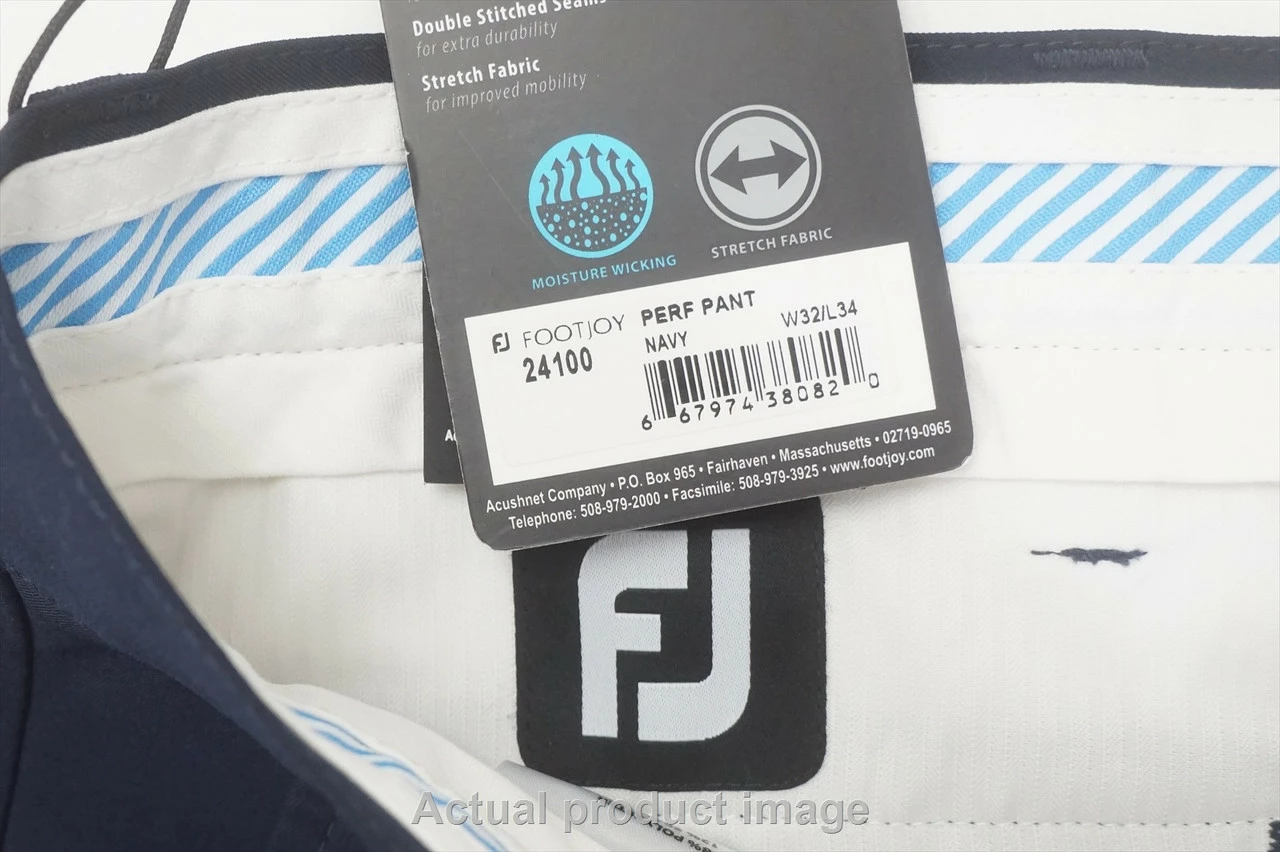 Double Stitched Seams
for extra durability
Stretch Fabric
for improved mobility
MOISTURE WICKING
STRETCH FABRIC
FJ FOOTJOY
24100
PERF PANT
NAVY
W32/L34
6 67974 38082 0
Acushnet Company • P.O. Box 965 • Fairhaven • Massachusetts • 02719-0965
Telephone: 508-979-2000 • Facsimile: 508-979-3925 • www.footjoy.com
FJ
Actual product image